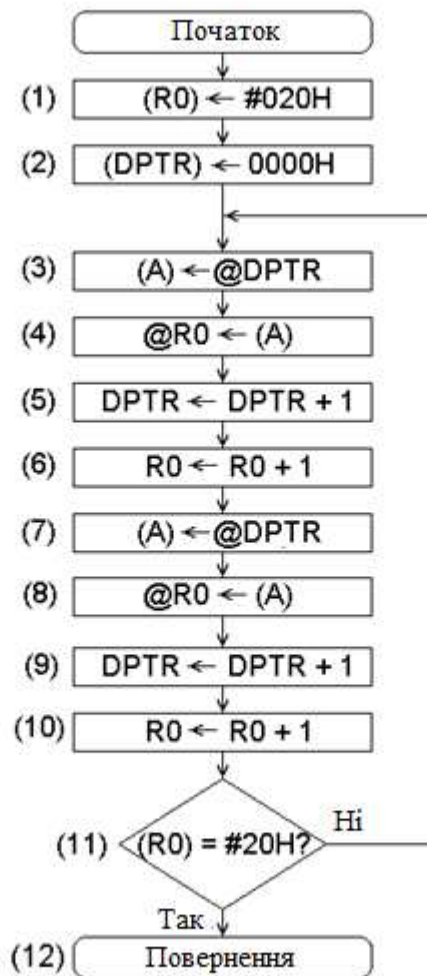 Початок
(1) (R0) ← #020H
(2) (DPTR) ← 0000H
(3) (A) ← @DPTR
(4) @R0 ← (A)
(5) DPTR ← DPTR + 1
(6) R0 ← R0 + 1
(7) (A) ← @DPTR
(8) @R0 ← (A)
(9) DPTR ← DPTR + 1
(10) R0 ← R0 + 1
(11) (R0) = #20H? Ні
Так
(12) Повернення